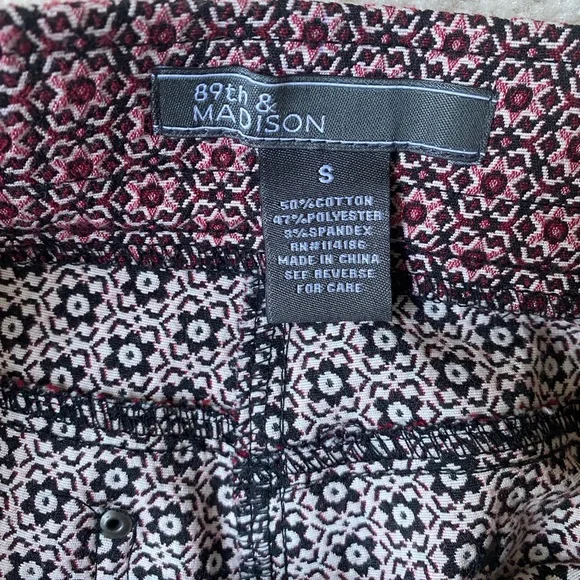 89th &
MADISON
S
50%COTTON
47%POLYESTER
3%SPANDEX
RN#114186
MADE IN CHINA
SEE REVERSE
FOR CARE